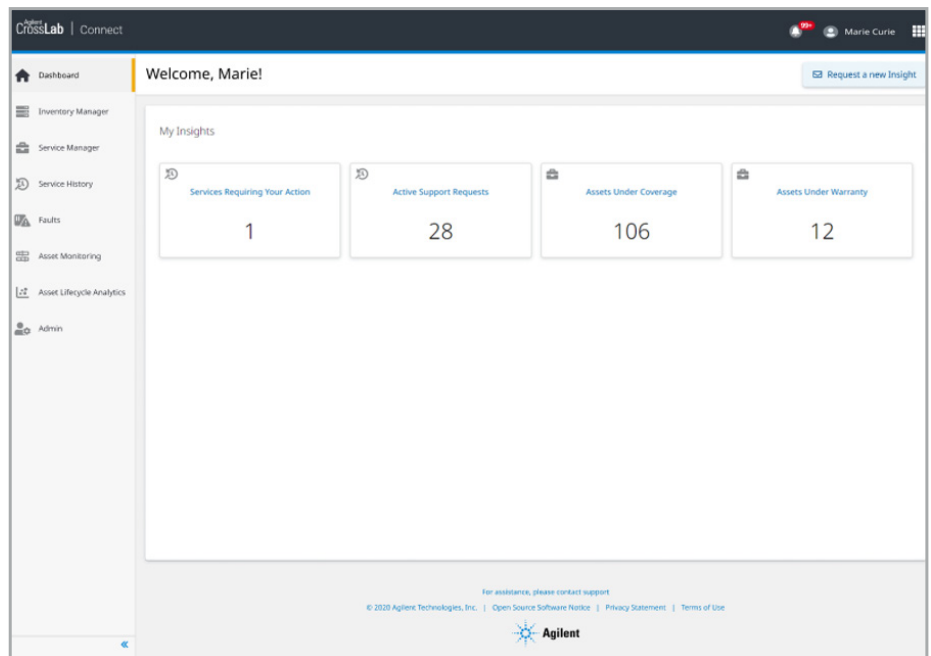 Agilent
CrossLab | Connect
99+
Marie Curie
Dashboard
Inventory Manager
Service Manager
Service History
Faults
Asset Monitoring
Asset Lifecycle Analytics
Admin
Welcome, Marie!
Request a new Insight
My Insights
Services Requiring Your Action
1
Active Support Requests
28
Assets Under Coverage
106
Assets Under Warranty
12
For assistance, please contact support
© 2020 Agilent Technologies, Inc. | Open Source Software Notice | Privacy Statement | Terms of Use
Agilent